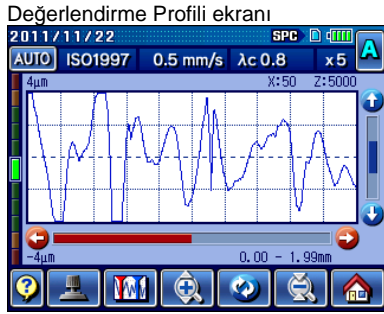 Değerlendirme Profili ekranı
2011/11/22 SPC
AUTO ISO1997 0.5 mm/s λc 0.8 x5 A
4μm X:50 Z:5000
-4μm 0.00 - 1.99mm
?